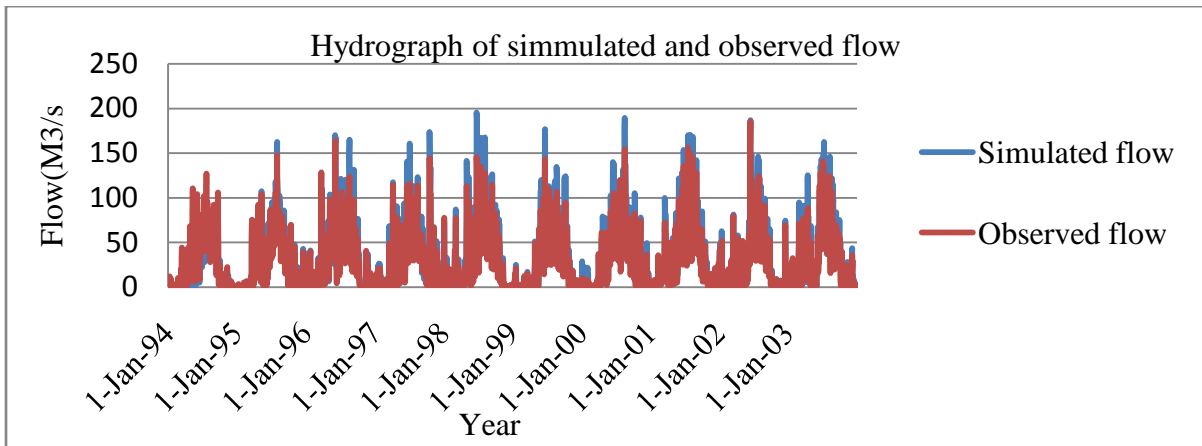 Hydrograph of simmulated and observed flow
250
200
150
100
50
0
Flow(M3/s
1-Jan-94
1-Jan-95
1-Jan-96
1-Jan-97
1-Jan-98
1-Jan-99
1-Jan-00
1-Jan-01
1-Jan-02
1-Jan-03
Year
Simulated flow
Observed flow